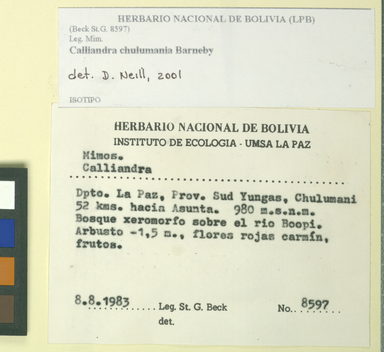 HERBARIO NACIONAL DE BOLIVIA (LPB)
(Beck St.G. 8597)
Leg. Mim.
Calliandra chulumania Barneby
det. D. Neill, 2001
ISOTIPO
HERBARIO NACIONAL DE BOLIVIA
INSTITUTO DE ECOLOGIA - UMSA LA PAZ
Mimos.
Calliandra
Dpto. La Paz, Prov. Sud Yungas, Chulumani
52 kms. hacia Asunta. 980 m.s.n.m.
Bosque xeromorfo sobre el rio Boopi.
Arbusto -1,5 m., flores rojas carmín,
frutos.
8.8.1983 Leg. St. G. Beck No. 8597
det.